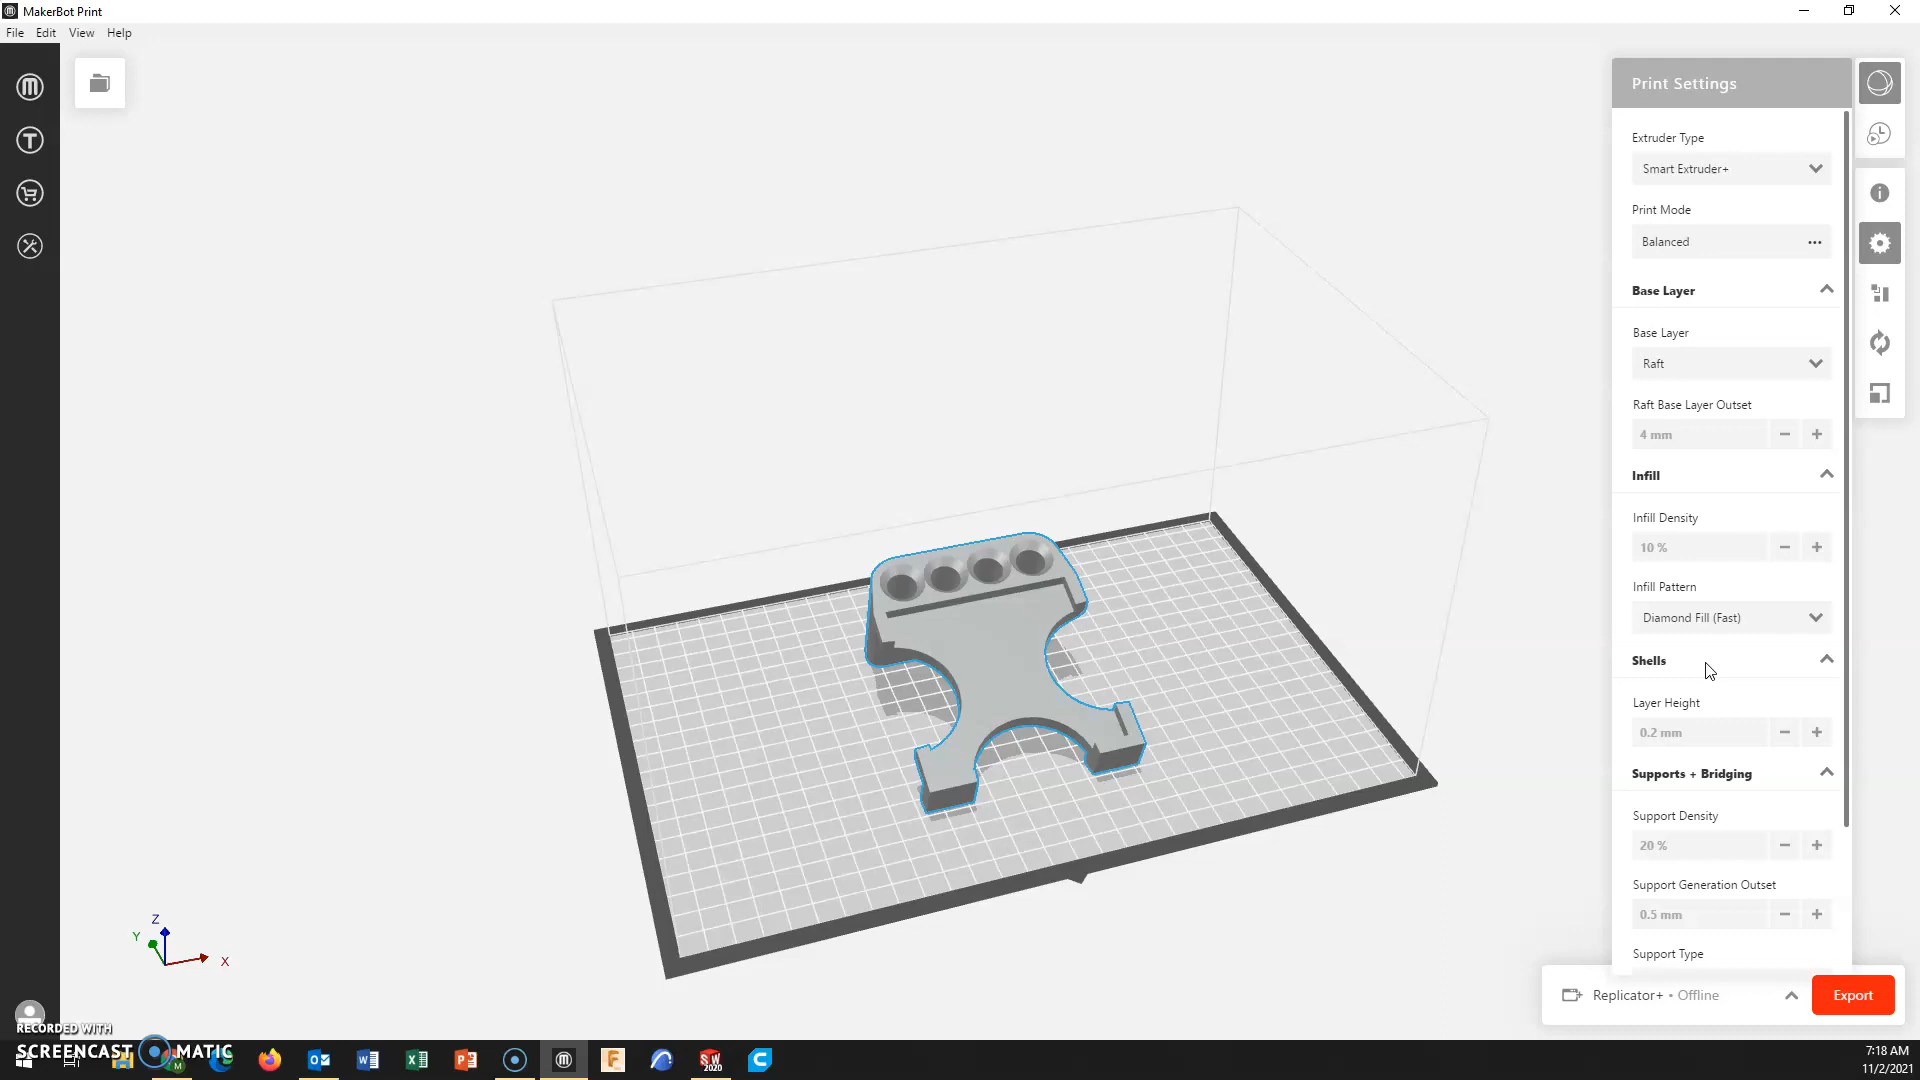 MakerBot Print
File Edit View Help
Print Settings
Extruder Type
Smart Extruder+
Print Mode
Balanced
Base Layer
Base Layer
Raft
Raft Base Layer Outset
4 mm
Infill
Infill Density
10 %
Infill Pattern
Diamond Fill (Fast)
Shells
Layer Height
0.2 mm
Supports + Bridging
Support Density
20 %
Support Generation Outset
0.5 mm
Support Type
Replicator+ • Offline
Export
Z
Y
X
RECORDED WITH
SCREENCAST MATIC
7:18 AM
11/2/2021